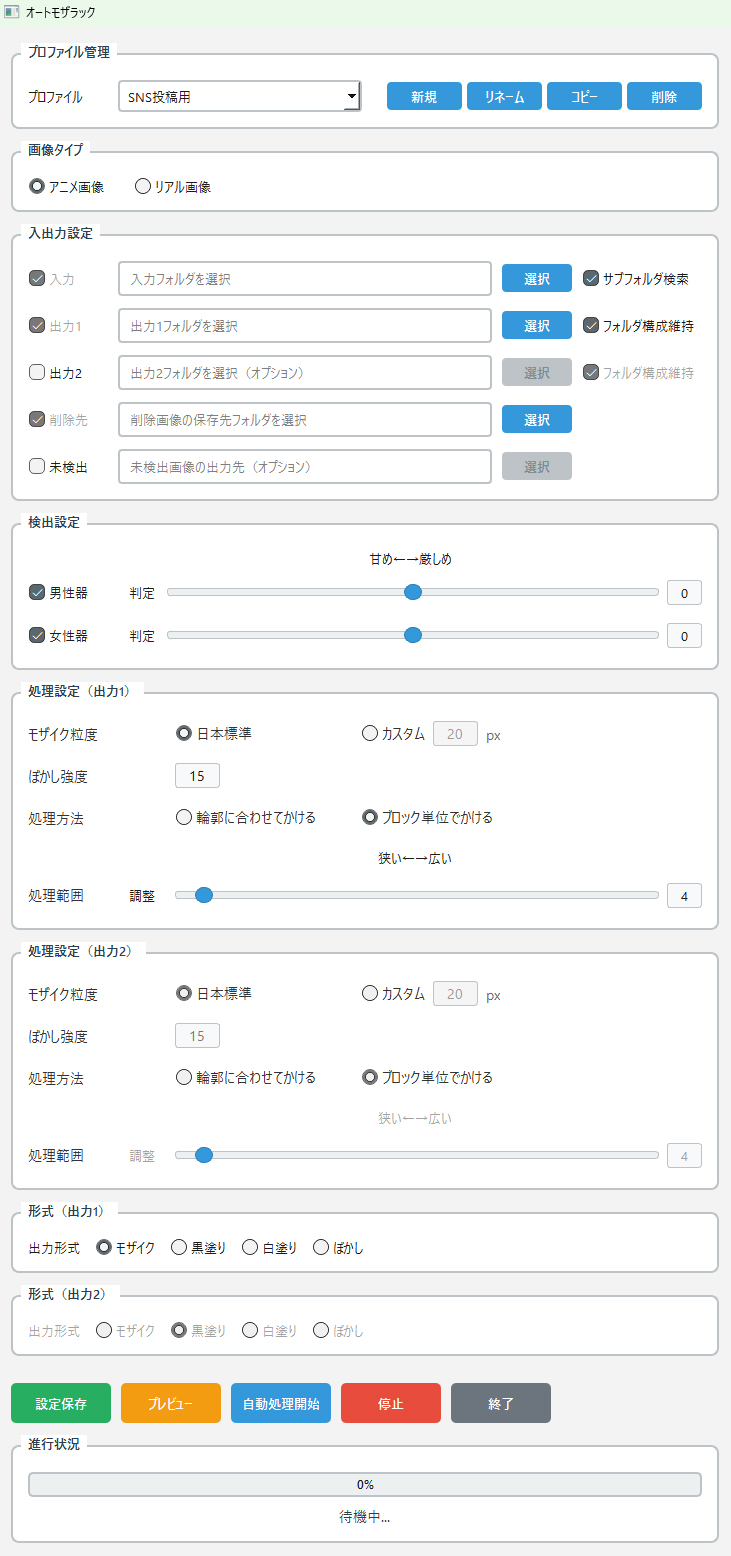 オートモザラック
プロファイル管理
プロファイル SNS投稿用 新規 リネーム コピー 削除
画像タイプ
アニメ画像 リアル画像
入出力設定
入力 入力フォルダを選択 選択 サブフォルダ検索
出力1 出力1フォルダを選択 選択 フォルダ構成維持
出力2 出力2フォルダを選択（オプション） 選択 フォルダ構成維持
削除先 削除画像の保存先フォルダを選択 選択
未検出 未検出画像の出力先（オプション） 選択
検出設定
甘め←→厳しめ
男性器 判定 0
女性器 判定 0
処理設定（出力1）
モザイク粒度 日本標準 カスタム 20 px
ぼかし強度 15
処理方法 輪郭に合わせてかける ブロック単位でかける
狭い←→広い
処理範囲 調整 4
処理設定（出力2）
モザイク粒度 日本標準 カスタム 20 px
ぼかし強度 15
処理方法 輪郭に合わせてかける ブロック単位でかける
狭い←→広い
処理範囲 調整 4
形式（出力1）
出力形式 モザイク 黒塗り 白塗り ぼかし
形式（出力2）
出力形式 モザイク 黒塗り 白塗り ぼかし
設定保存 プレビュー 自動処理開始 停止 終了
進行状況
0%
待機中...